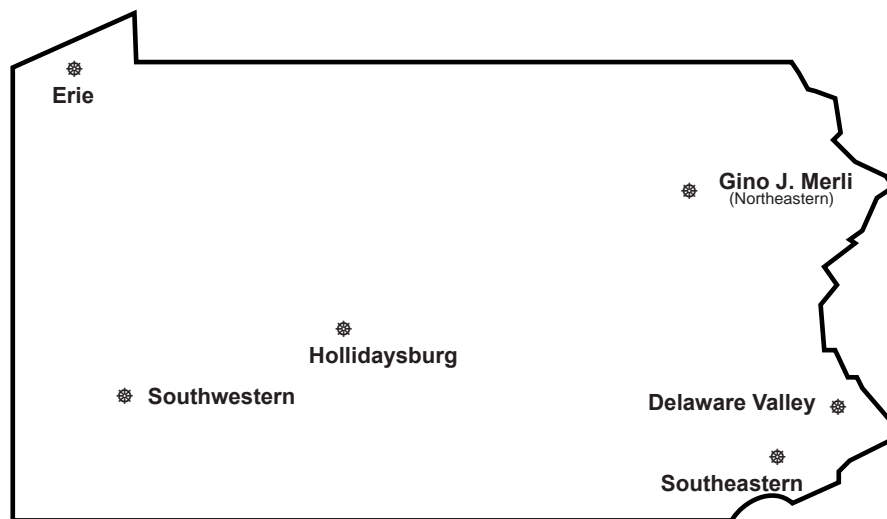 Erie
Gino J. Merli
(Northeastern)
Hollidaysburg
Southwestern
Delaware Valley
Southeastern